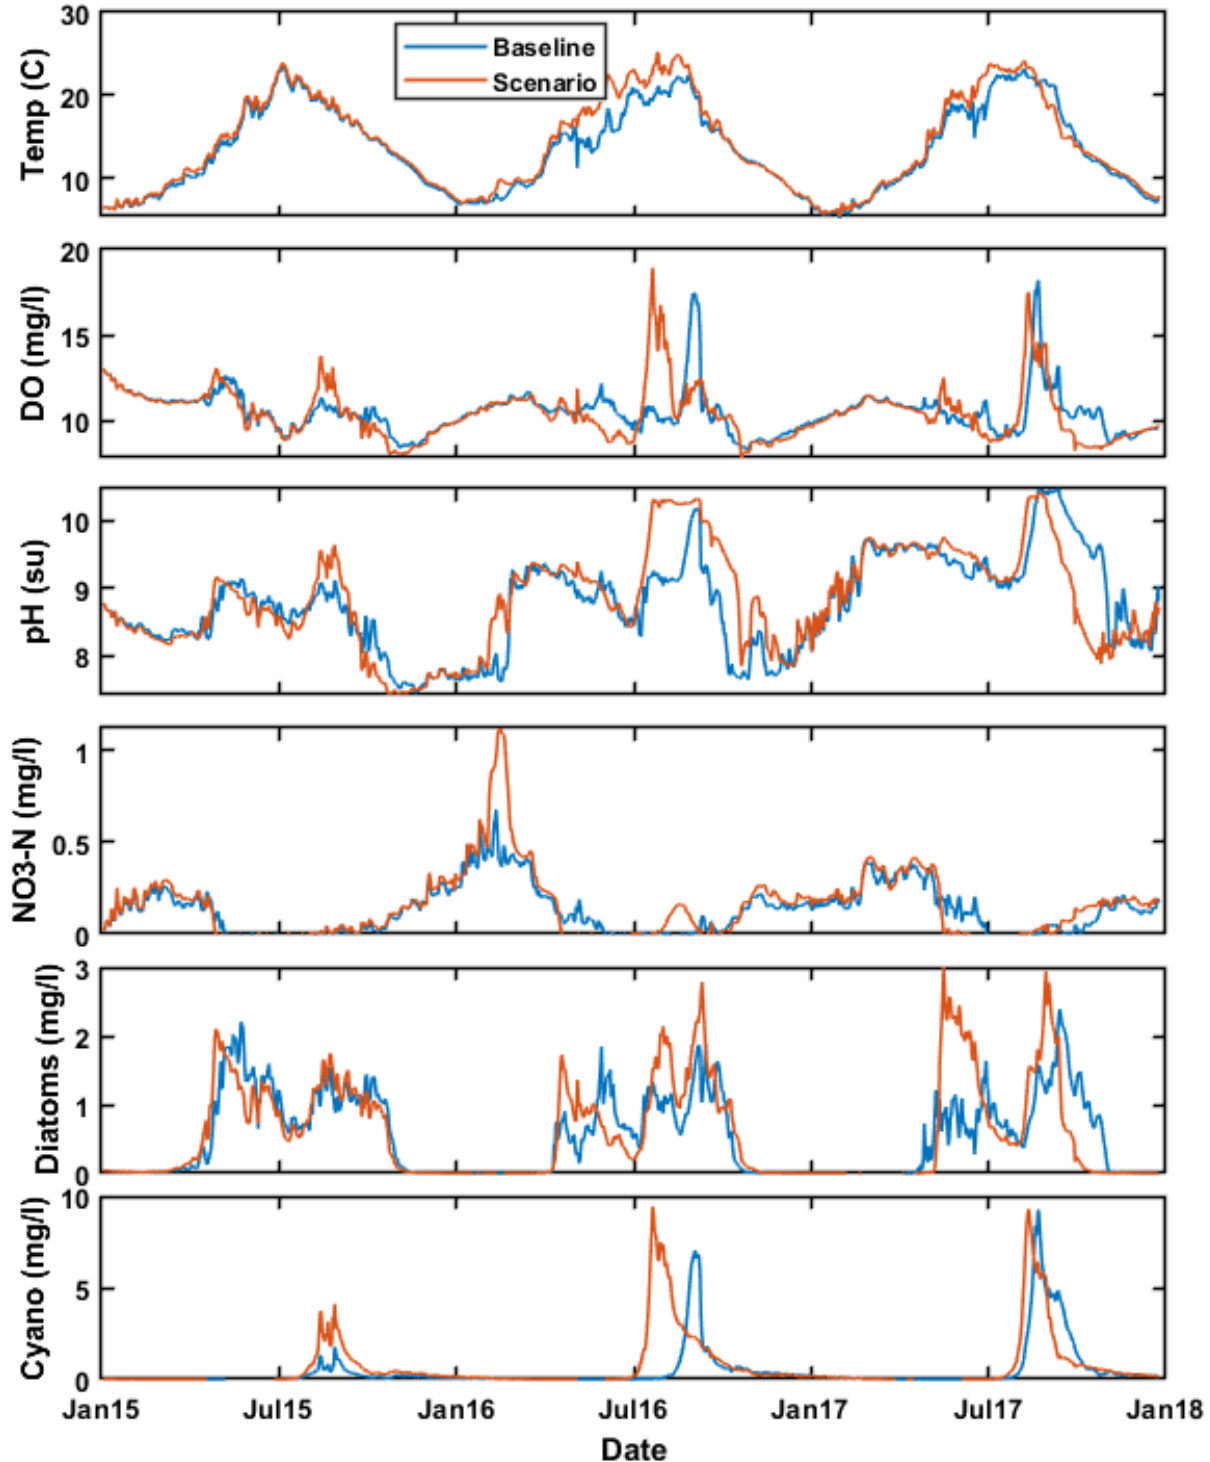 30
20
10
Temp (C)
Baseline
Scenario
20
15
10
DO (mg/l)
10
9
8
pH (su)
1
0.5
0
NO3-N (mg/l)
3
2
1
0
Diatoms (mg/l)
10
5
0
Cyano (mg/l)
Jan15 Jul15 Jan16 Jul16 Jan17 Jul17 Jan18
Date